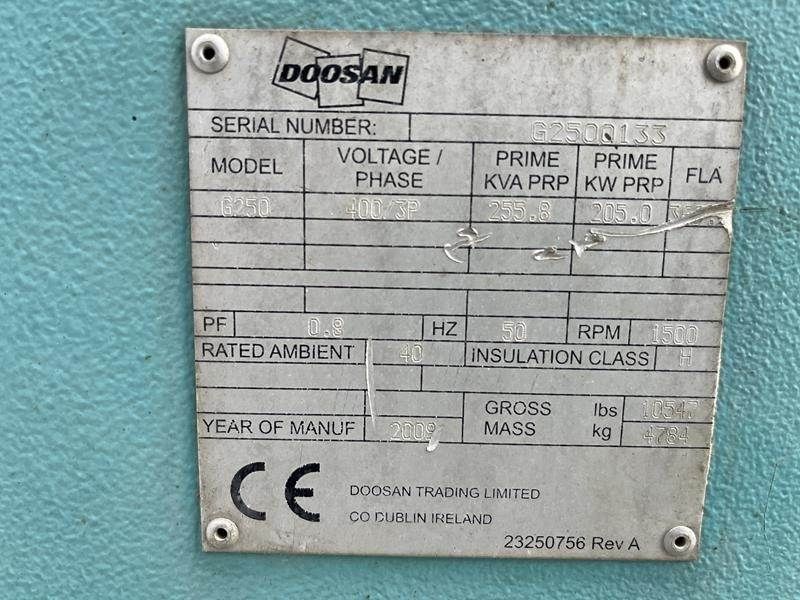 DOOSAN
SERIAL NUMBER: G250Q133
MODEL VOLTAGE / PHASE PRIME KVA PRP PRIME KW PRP FLA
G250 400/3P 255.8 205.0
PF 0.8 HZ 50 RPM 1500
RATED AMBIENT 40 INSULATION CLASS H
GROSS MASS lbs 10547
YEAR OF MANUF 2008 kg 4784
CE DOOSAN TRADING LIMITED
CO DUBLIN IRELAND
23250756 Rev A